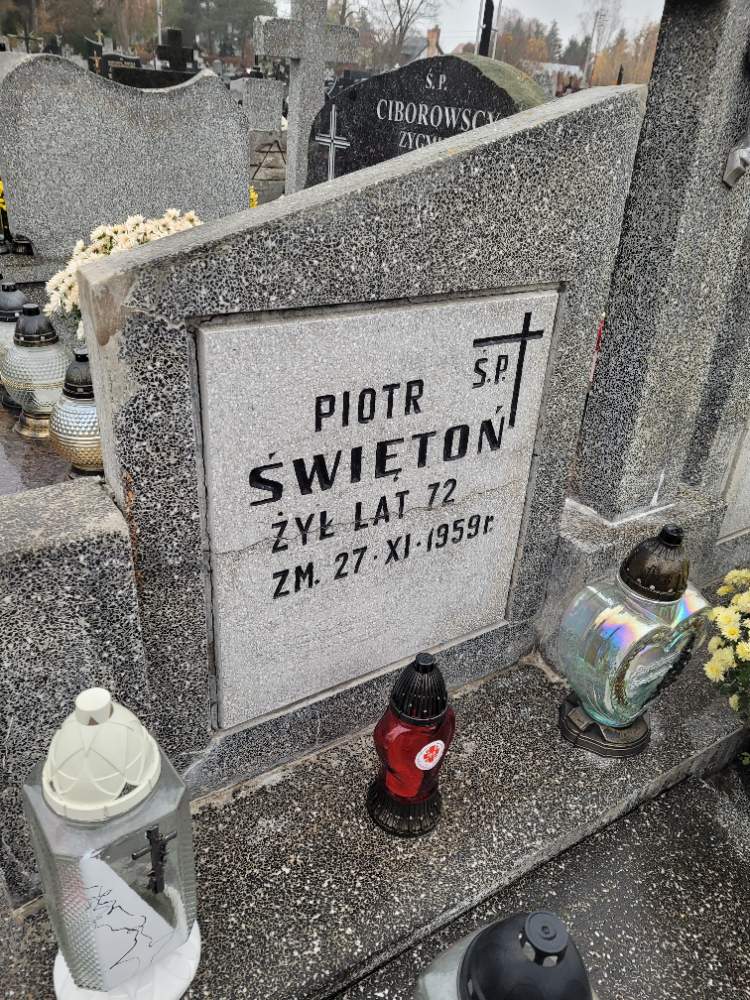 Ś. P.
CIBOROWSCY
Ś.P.
PIOTR
ŚWIĘTOŃ
ŻYŁ LAT 72
ZM. 27·XI·1959r.